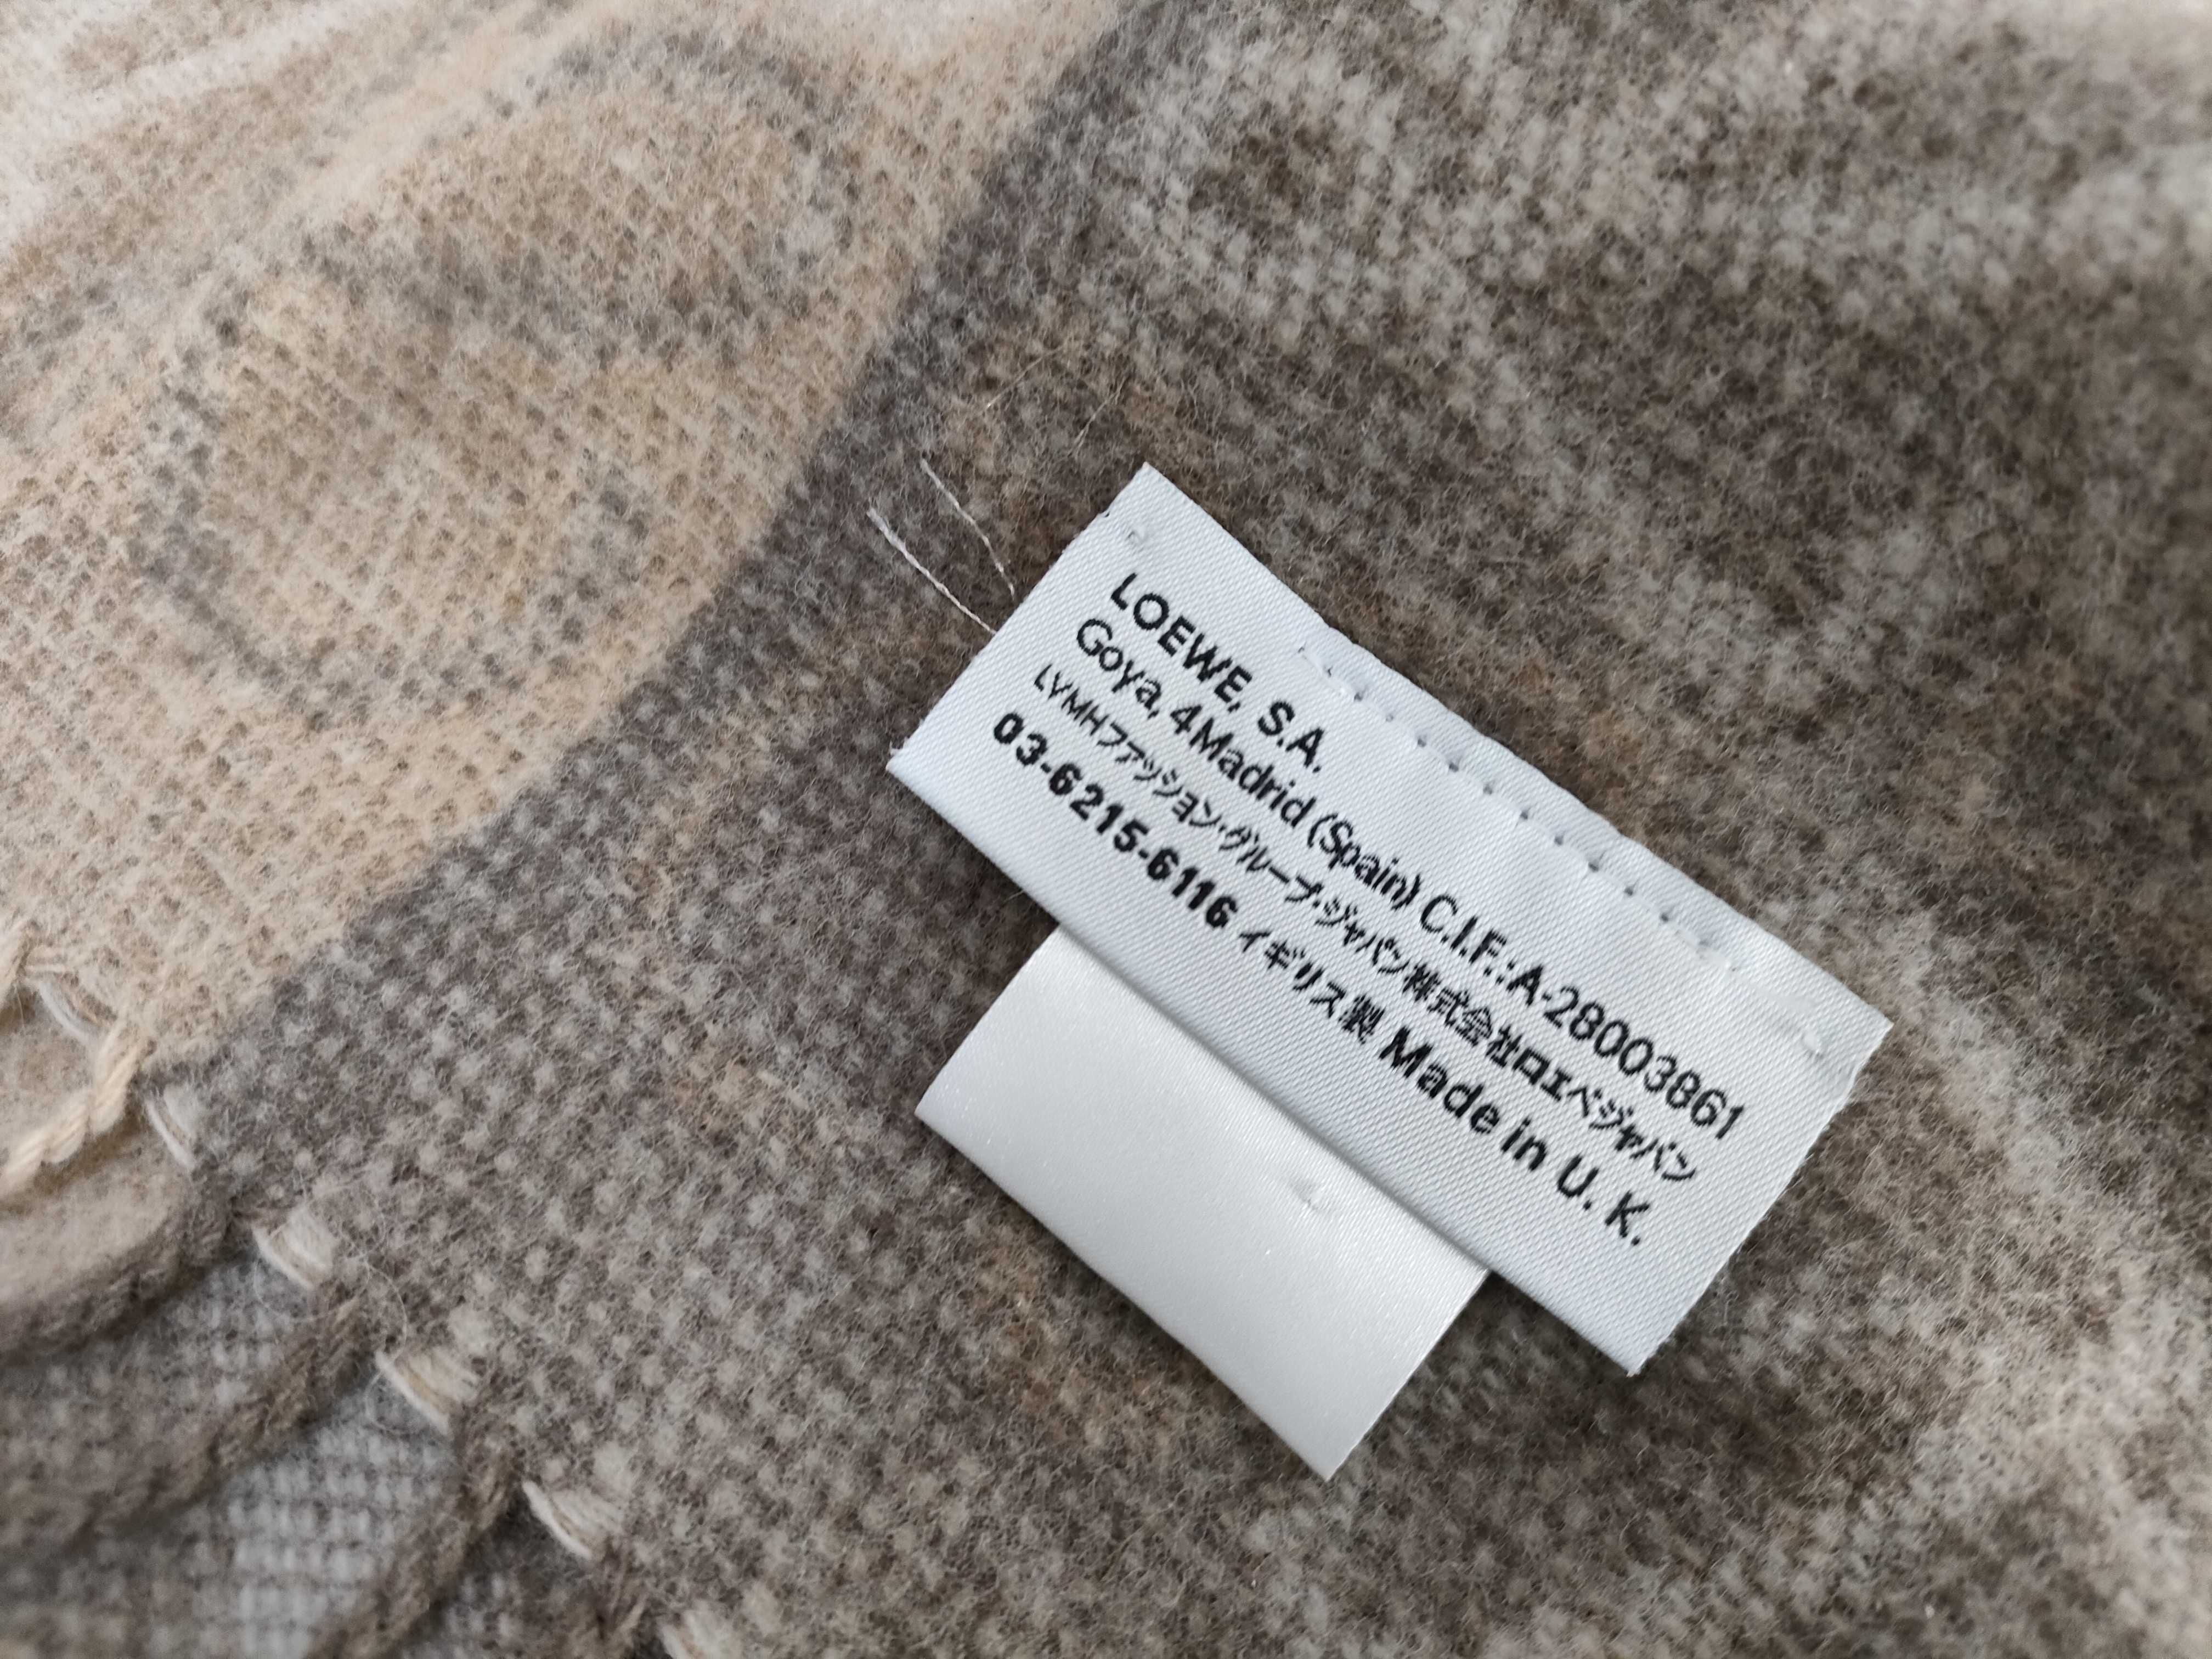 LOEWE, S.A.
Goya, 4 Madrid (Spain) C.I.F.: A-28003861
LVMHファッション・グループ・ジャパン株式会社ロエベジャパン
03-6215-6116 イギリス製 Made in U. K.